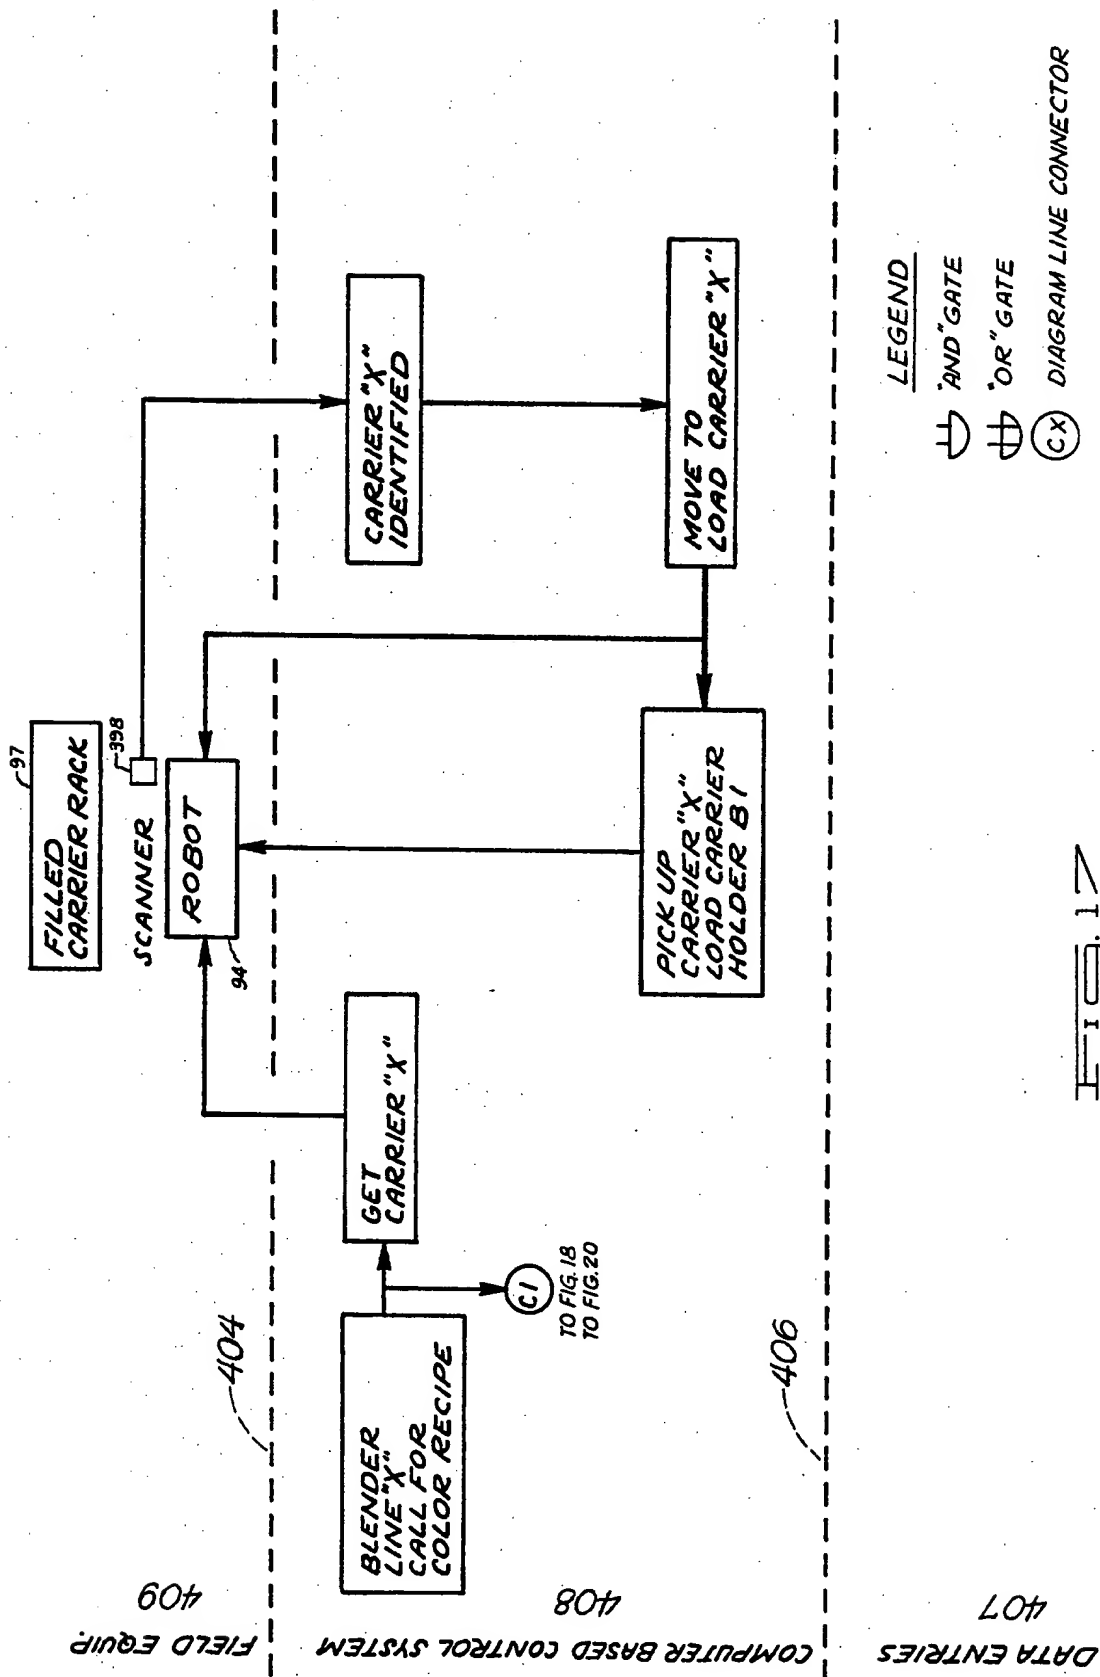 FILLED
CARRIER RACK
97
SCANNER
398
ROBOT
94
404
FIELD EQUIP.
409
BLENDER
LINE "X"
CALL FOR
COLOR RECIPE
GET
CARRIER "X"
C1
TO FIG. 18
TO FIG. 20
CARRIER "X"
IDENTIFIED
PICK UP
CARRIER "X"
LOAD CARRIER
HOLDER B1
MOVE TO
LOAD CARRIER "X"
COMPUTER BASED CONTROL SYSTEM
408
406
DATA ENTRIES
407
LEGEND
"AND" GATE
"OR" GATE
CX DIAGRAM LINE CONNECTOR
FIG. 17